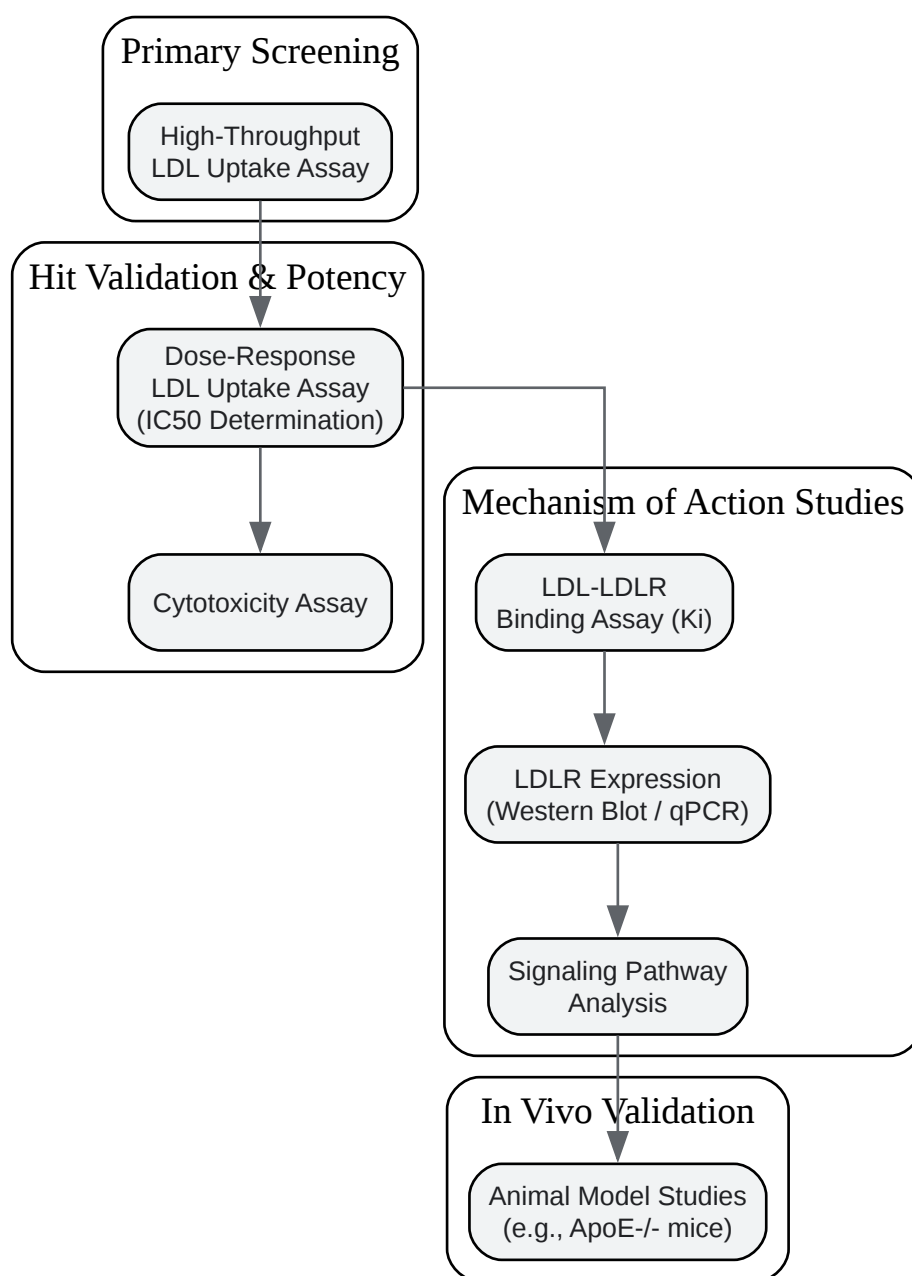 Primary Screening
High-Throughput
LDL Uptake Assay
Hit Validation & Potency
Dose-Response
LDL Uptake Assay
(IC50 Determination)
Cytotoxicity Assay
Mechanism of Action Studies
LDL-LDLR
Binding Assay (Ki)
LDLR Expression
(Western Blot / qPCR)
Signaling Pathway
Analysis
In Vivo Validation
Animal Model Studies
(e.g., ApoE-/- mice)